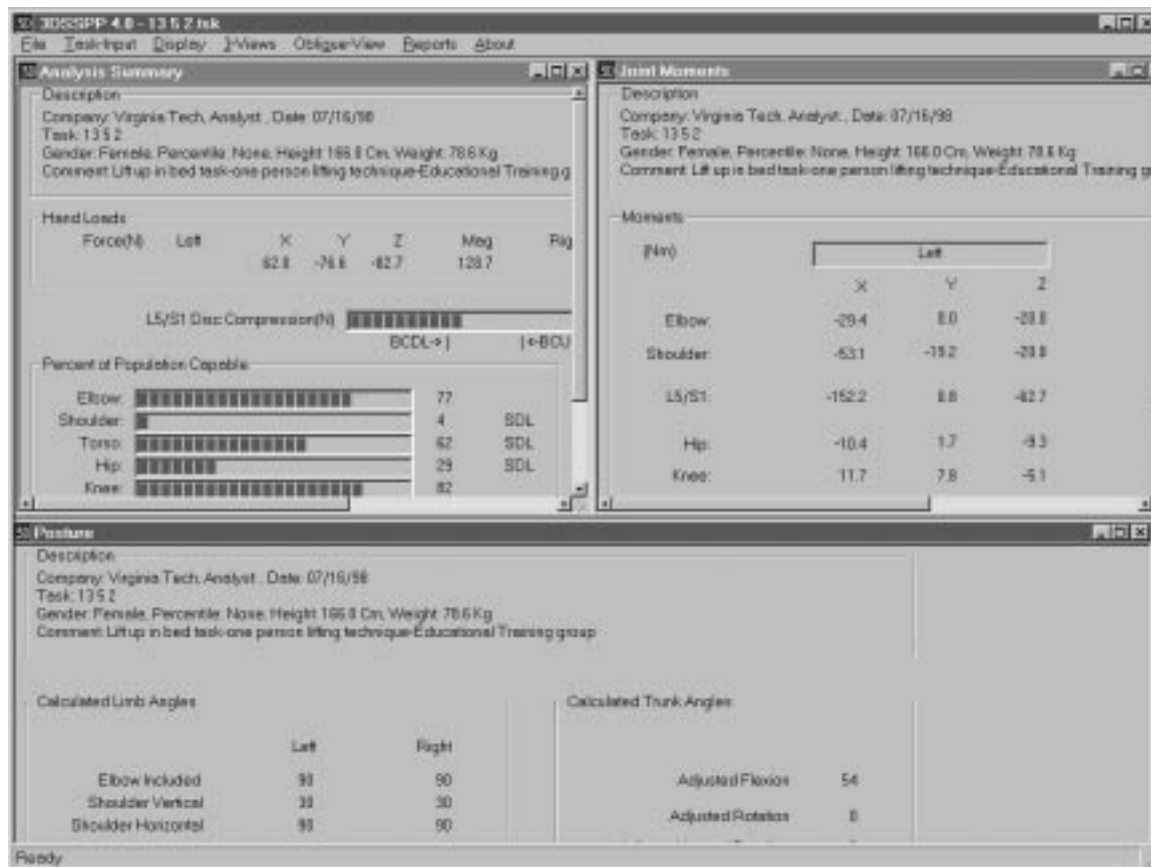 3DSSPP 4.0 - 13 5 2.tsk
File Task-Input Display 3-Views Oblique-View Reports About
Analysis Summary
Description
Company: Virginia Tech, Analyst: , Date: 07/16/98
Task: 13 5 2
Gender: Female, Percentile: None, Height: 166.0 Cm, Weight: 78.6 Kg
Comment: Lift up in bed task-one person lifting technique-Educational Training g
Hand Loads
Force(N) Left X Y Z Mag Rig
62.8 -76.6 -82.7 128.7
L5/S1 Disc Compression(N)
BCDL->| |<-BCU
Percent of Population Capable
Elbow: 77
Shoulder: 4 SDL
Torso: 62 SDL
Hip: 29 SDL
Knee: 82
Joint Moments
Description
Company: Virginia Tech, Analyst: , Date: 07/16/98
Task: 13 5 2
Gender: Female, Percentile: None, Height: 166.0 Cm, Weight: 78.6 Kg
Comment: Lift up in bed task-one person lifting technique-Educational Training gr
Moments
(Nm) Left
X Y Z
Elbow: -29.4 0.0 -20.8
Shoulder: -53.1 -19.2 -20.8
L5/S1: -152.2 -82.7
Hip: -10.4 1.7 -9.3
Knee: 11.7 7.8 -5.1
Posture
Description
Company: Virginia Tech, Analyst: , Date: 07/16/98
Task: 13 5 2
Gender: Female, Percentile: None, Height: 166.0 Cm, Weight: 78.6 Kg
Comment: Lift up in bed task-one person lifting technique-Educational Training group
Calculated Limb Angles
Left Right
Elbow Included 90 90
Shoulder Vertical 30 30
Shoulder Horizontal 90 90
Calculated Trunk Angles
Adjusted Flexion 54
Adjusted Rotation 0
Ready